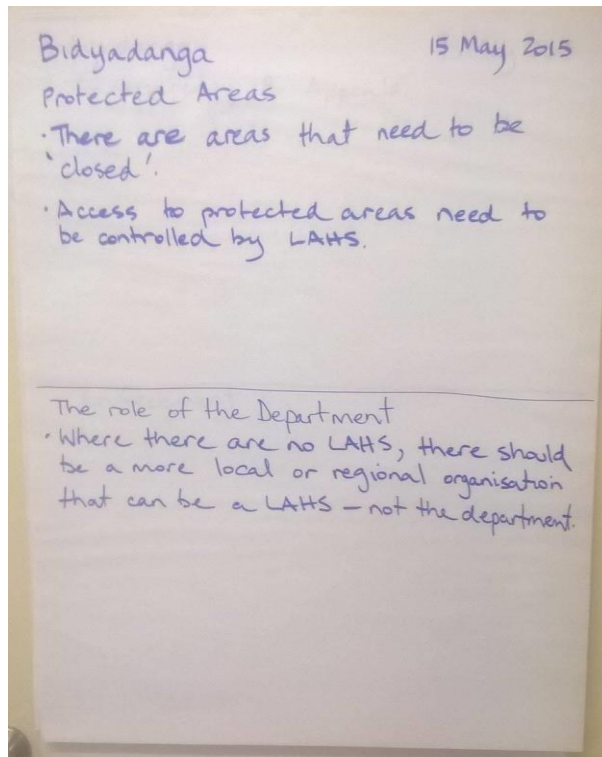 Bidyadanga 15 May 2015
Protected Areas
• There are areas that need to be
'closed'.
• Access to protected areas need to
be controlled by LAHS.
The role of the Department
• Where there are no LAHS, there should
be a more local or regional organisation
that can be a LAHS – not the department.